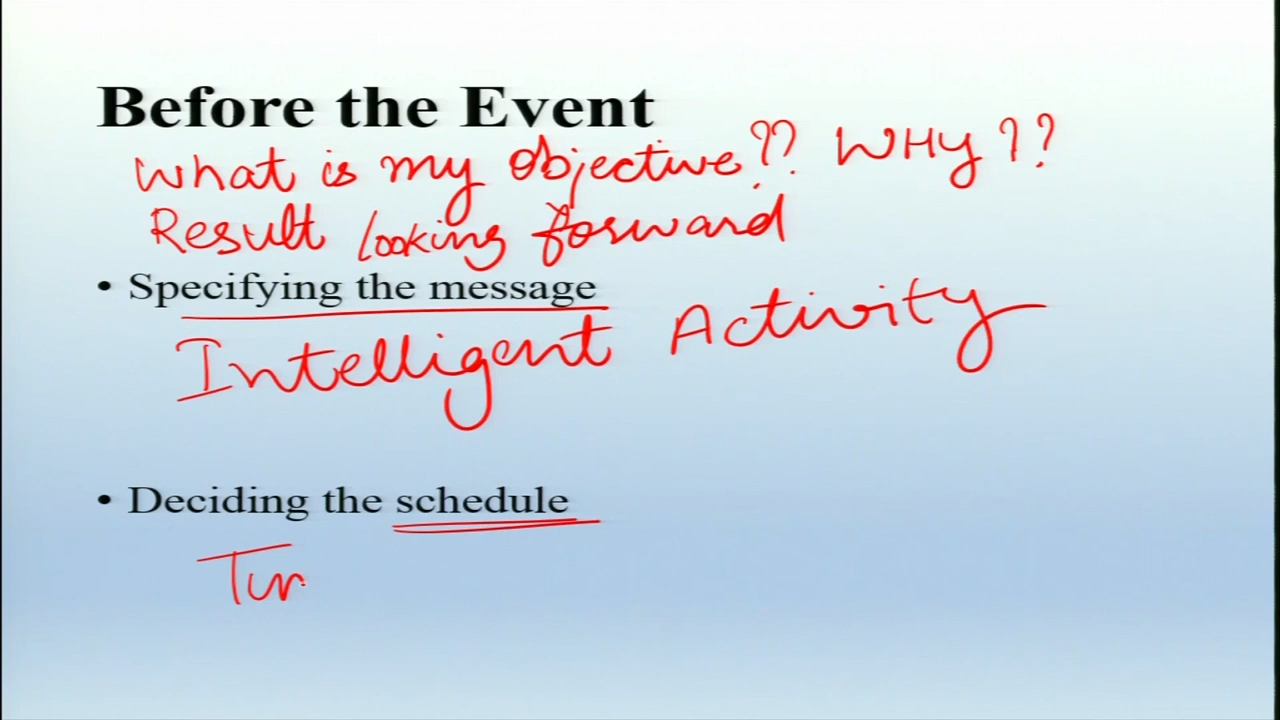 Before the Event
What is my objective?? WHY??
Result looking forward
• Specifying the message
Intelligent Activity
• Deciding the schedule